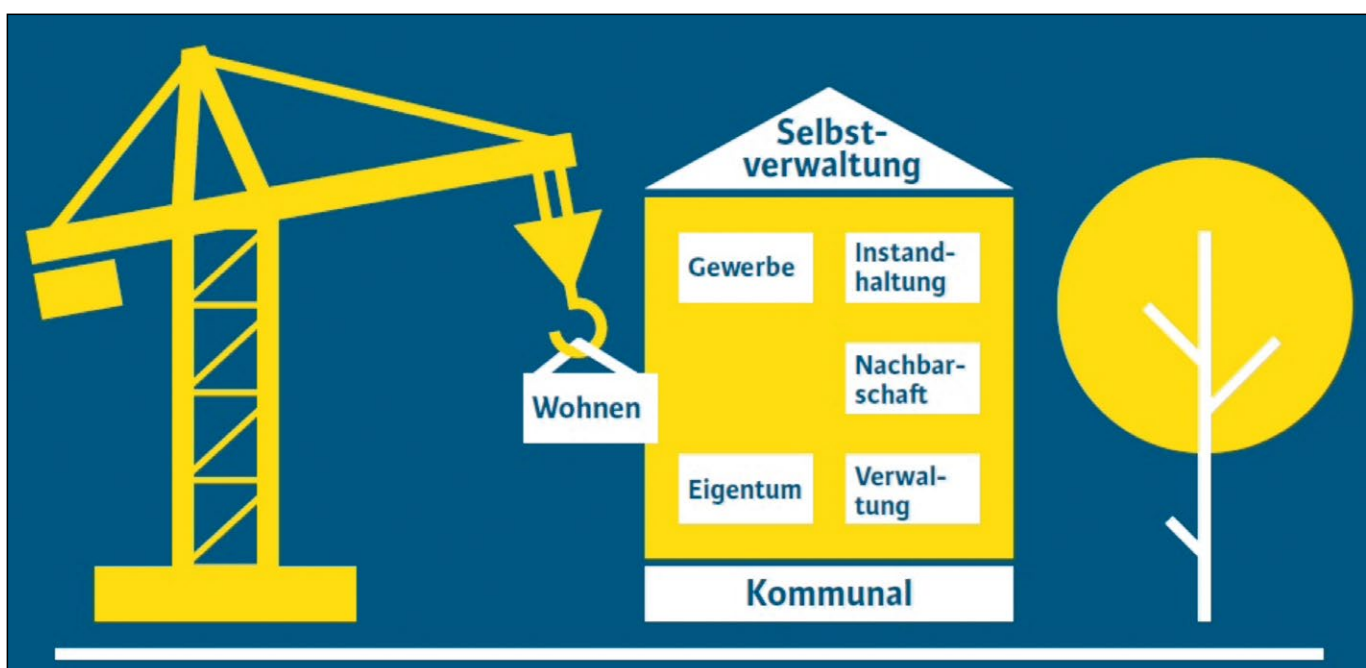 Selbst-
verwaltung
Gewerbe
Instand-
haltung
Wohnen
Nachbar-
schaft
Eigentum
Verwal-
tung
Kommunal